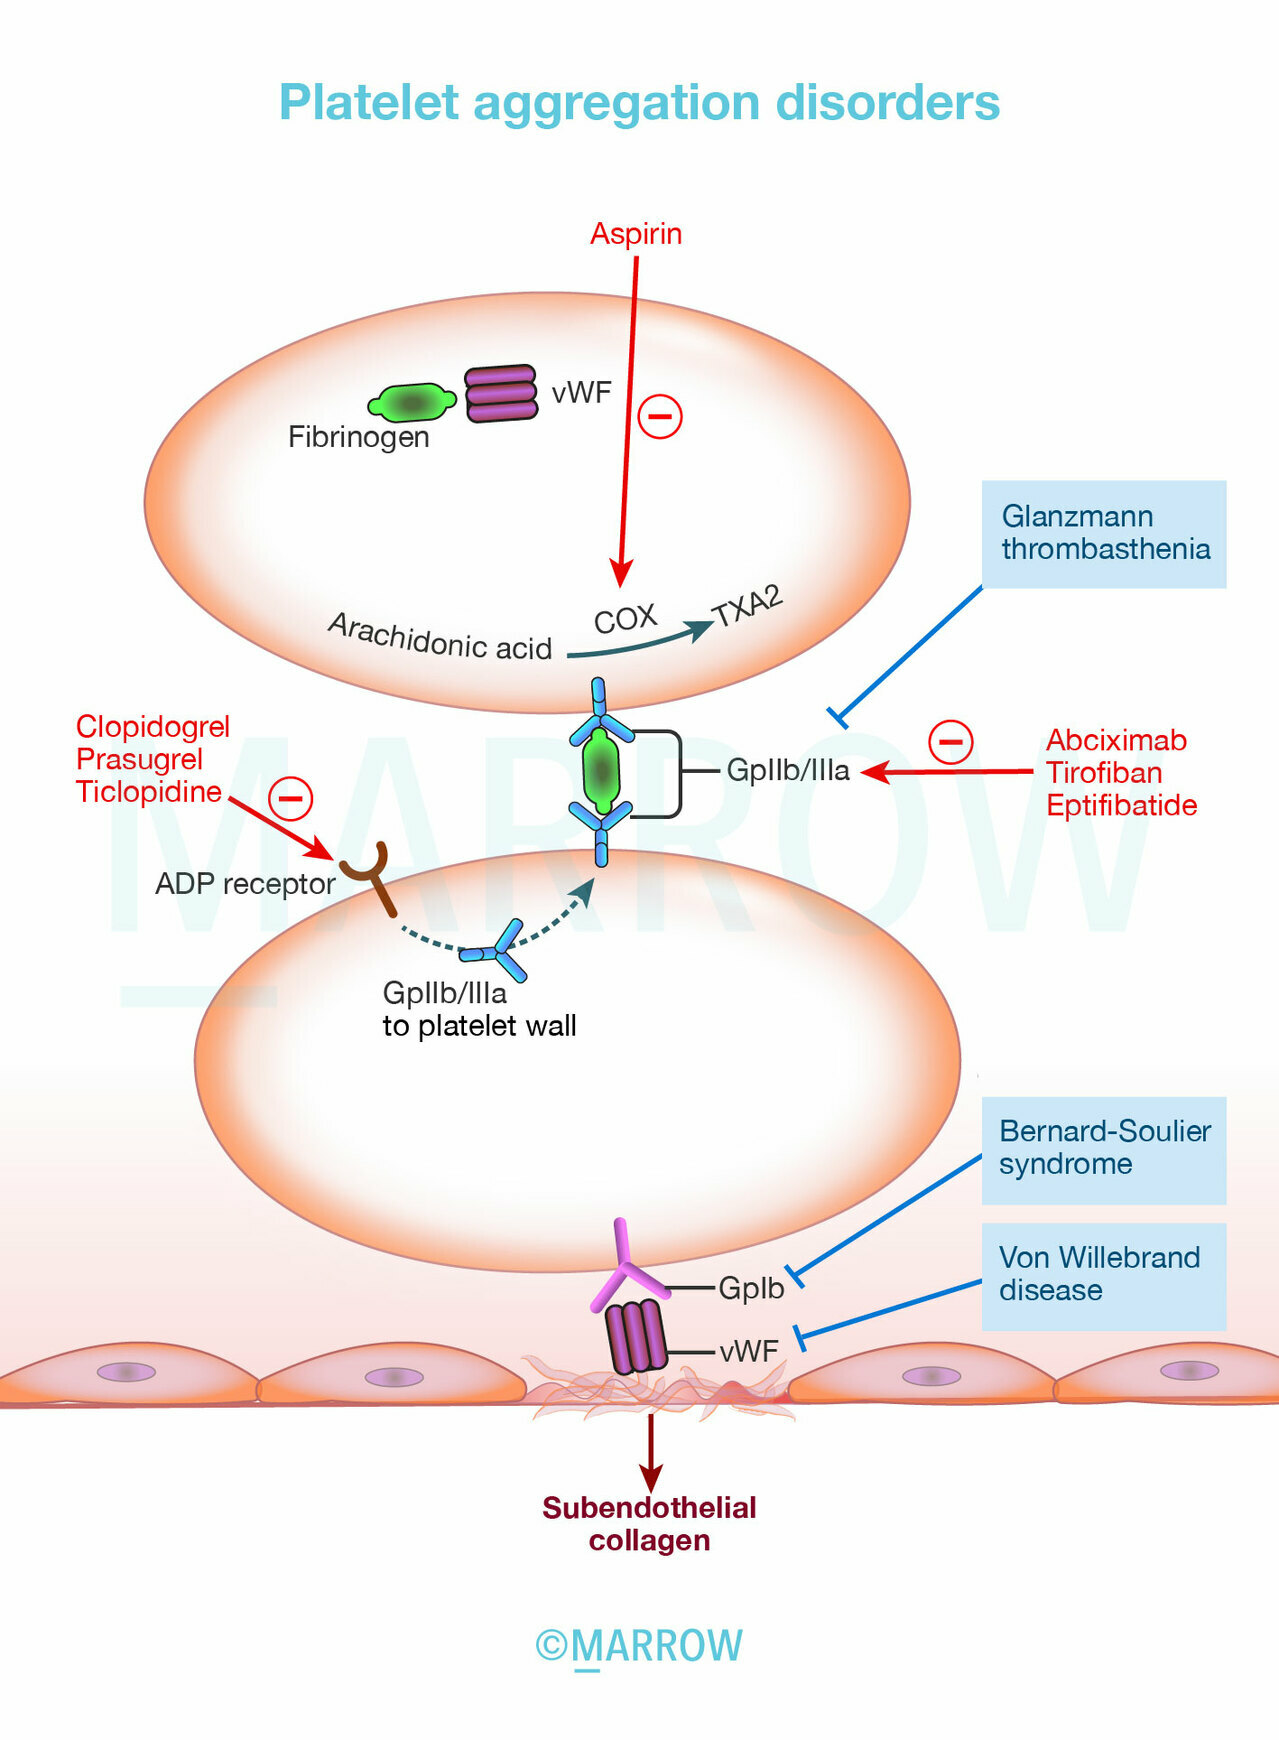 Platelet aggregation disorders
Aspirin
vWF
Fibrinogen
Glanzmann
thrombasthenia
COX
TXA2
Arachidonic acid
Clopidogrel
Prasugrel
Ticlopidine
GpIIb/IIIa
Abciximab
Tirofiban
Eptifibatide
ADP receptor
GpIIb/IIIa
to platelet wall
MARROW
Bernard-Soulier
syndrome
Von Willebrand
disease
GpIb
vWF
Subendothelial
collagen
©MARROW